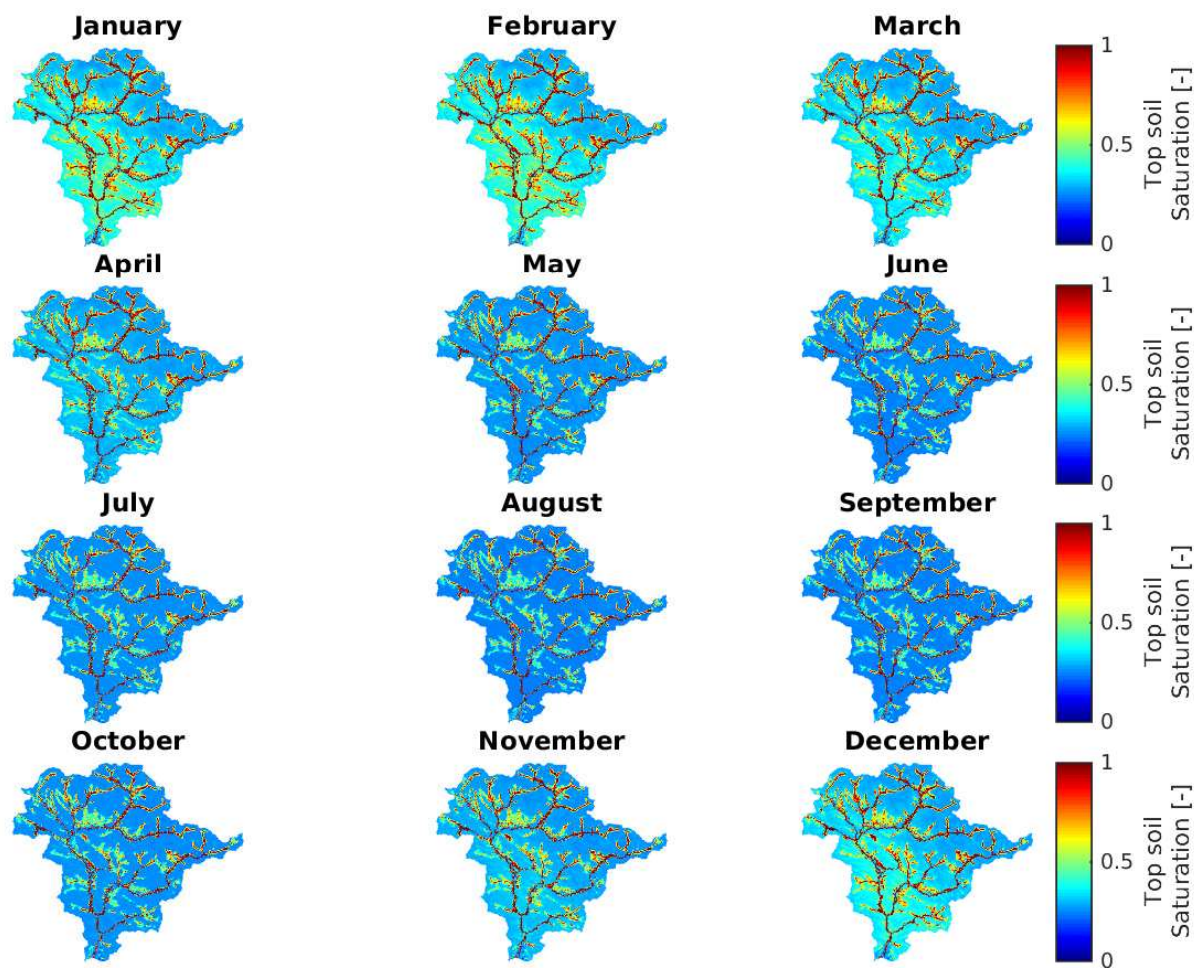 January
February
March
1
0.5
0
Top soil
Saturation [-]
April
May
June
1
0.5
0
Top soil
Saturation [-]
July
August
September
1
0.5
0
Top soil
Saturation [-]
October
November
December
1
0.5
0
Top soil
Saturation [-]